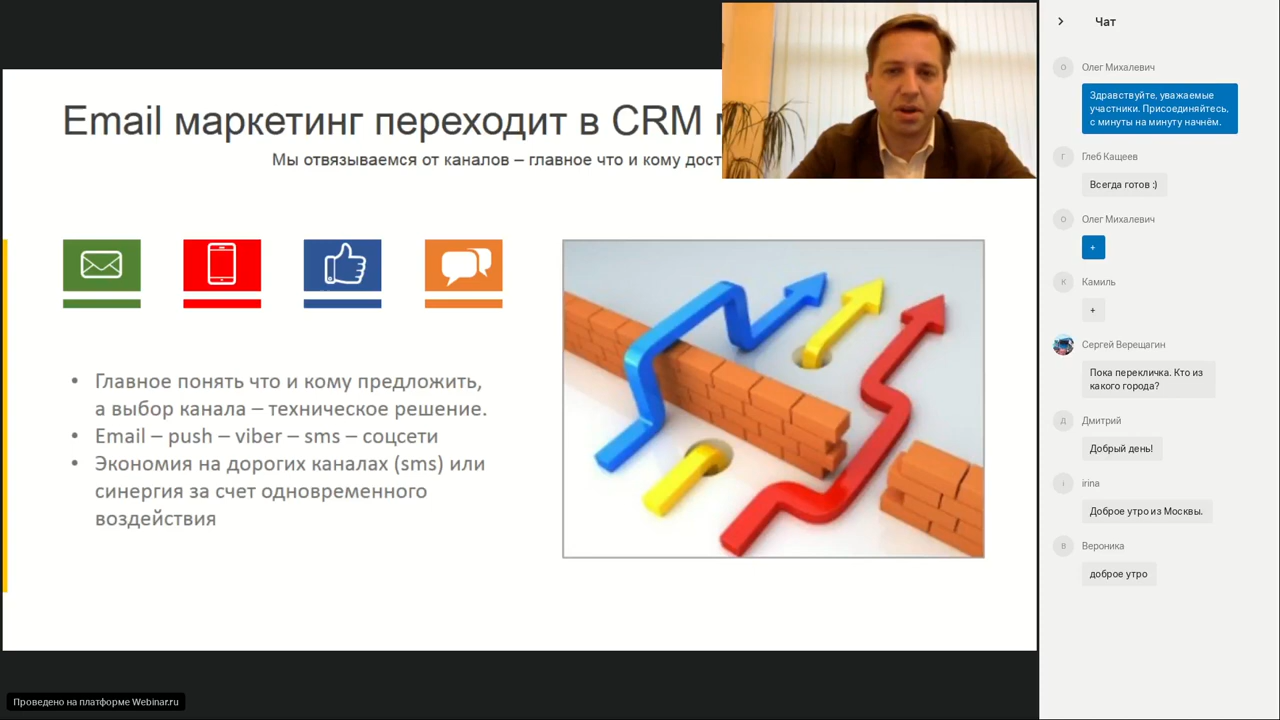 Email маркетинг переходит в CRM
Мы отвязываемся от каналов – главное что и кому
Главное понять что и кому предложить,
а выбор канала – техническое решение.
Email – push – viber – sms – соцсети
Экономия на дорогих каналах (sms) или
синергия за счет одновременного
воздействия
Проведено на платформе Webinar.ru
Чат
О
Олег Михалевич
Здравствуйте, уважаемые
участники. Присоединяйтесь,
с минуты на минуту начнём.
Г
Глеб Кащеев
Всегда готов :)
О
Олег Михалевич
+
К
Камиль
+
Сергей Верещагин
Пока перекличка. Кто из
какого города?
Д
Дмитрий
Добрый день!
I
irina
Доброе утро из Москвы.
В
Вероника
доброе утро